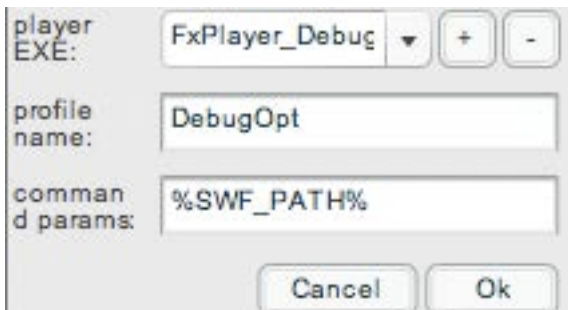 player
EXE:
FxPlayer_Debug
+
-
profile
name:
DebugOpt
comman
d params:
%SWF_PATH%
Cancel
Ok